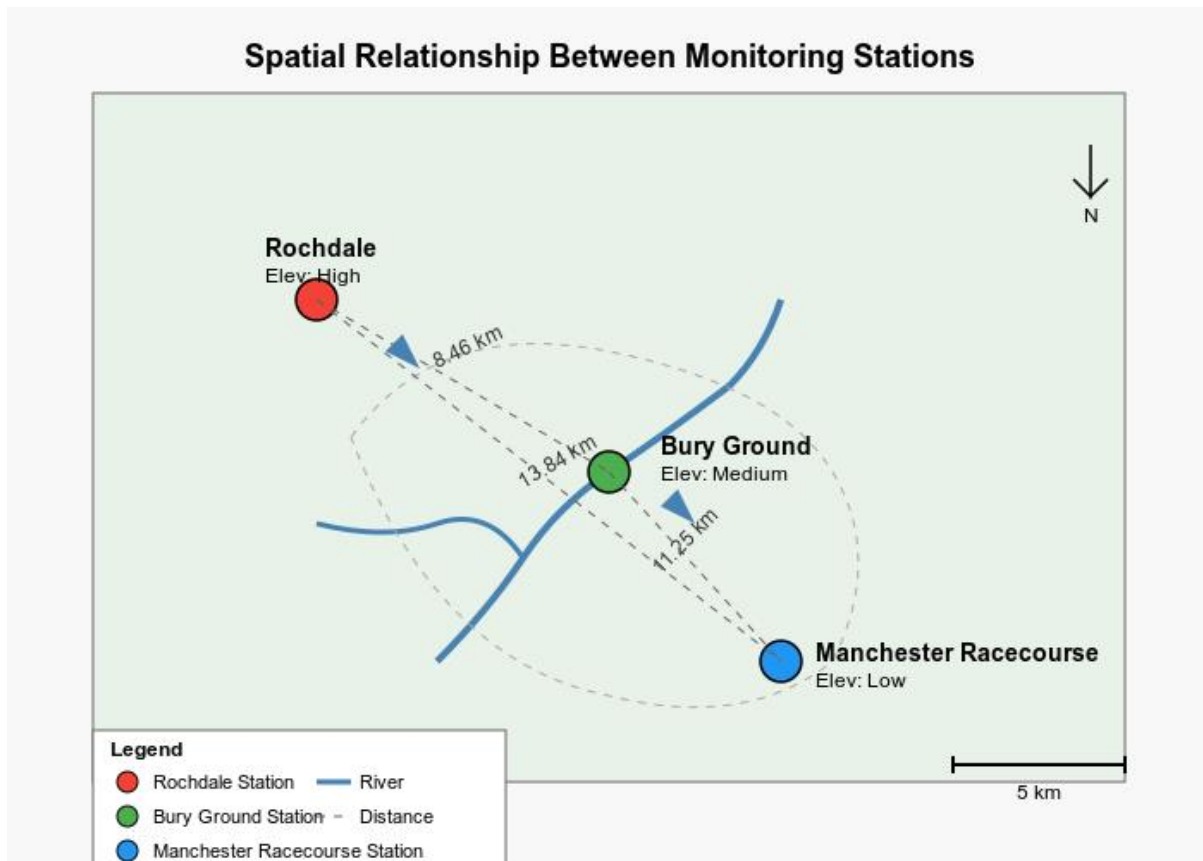 Spatial Relationship Between Monitoring Stations
N
Rochdale
Elev: High
8.46 km
13.84 km
Bury Ground
Elev: Medium
11.25 km
Manchester Racecourse
Elev: Low
Legend
Rochdale Station River
Bury Ground Station Distance
Manchester Racecourse Station
5 km